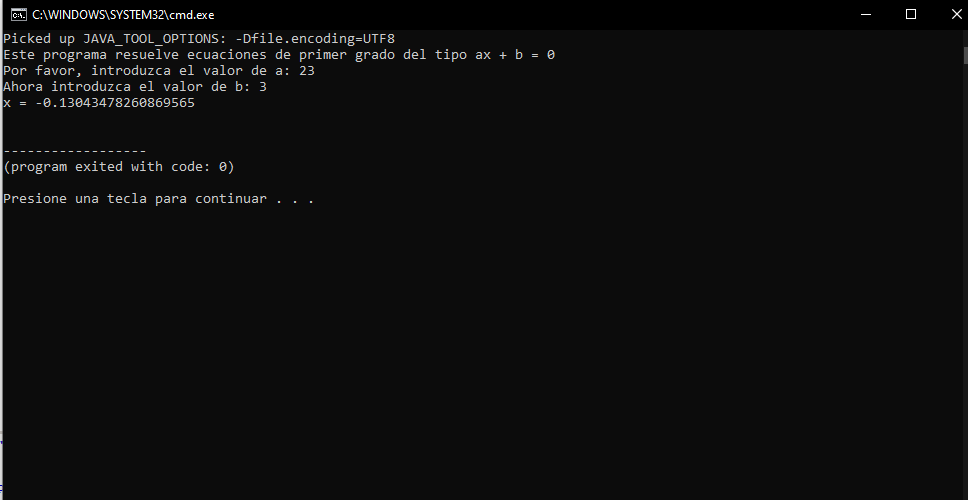 C:\WINDOWS\SYSTEM32\cmd.exe
Picked up JAVA_TOOL_OPTIONS: -Dfile.encoding=UTF8
Este programa resuelve ecuaciones de primer grado del tipo ax + b = 0
Por favor, introduzca el valor de a: 23
Ahora introduzca el valor de b: 3
x = -0.13043478260869565
------------------
(program exited with code: 0)
Presione una tecla para continuar . . .